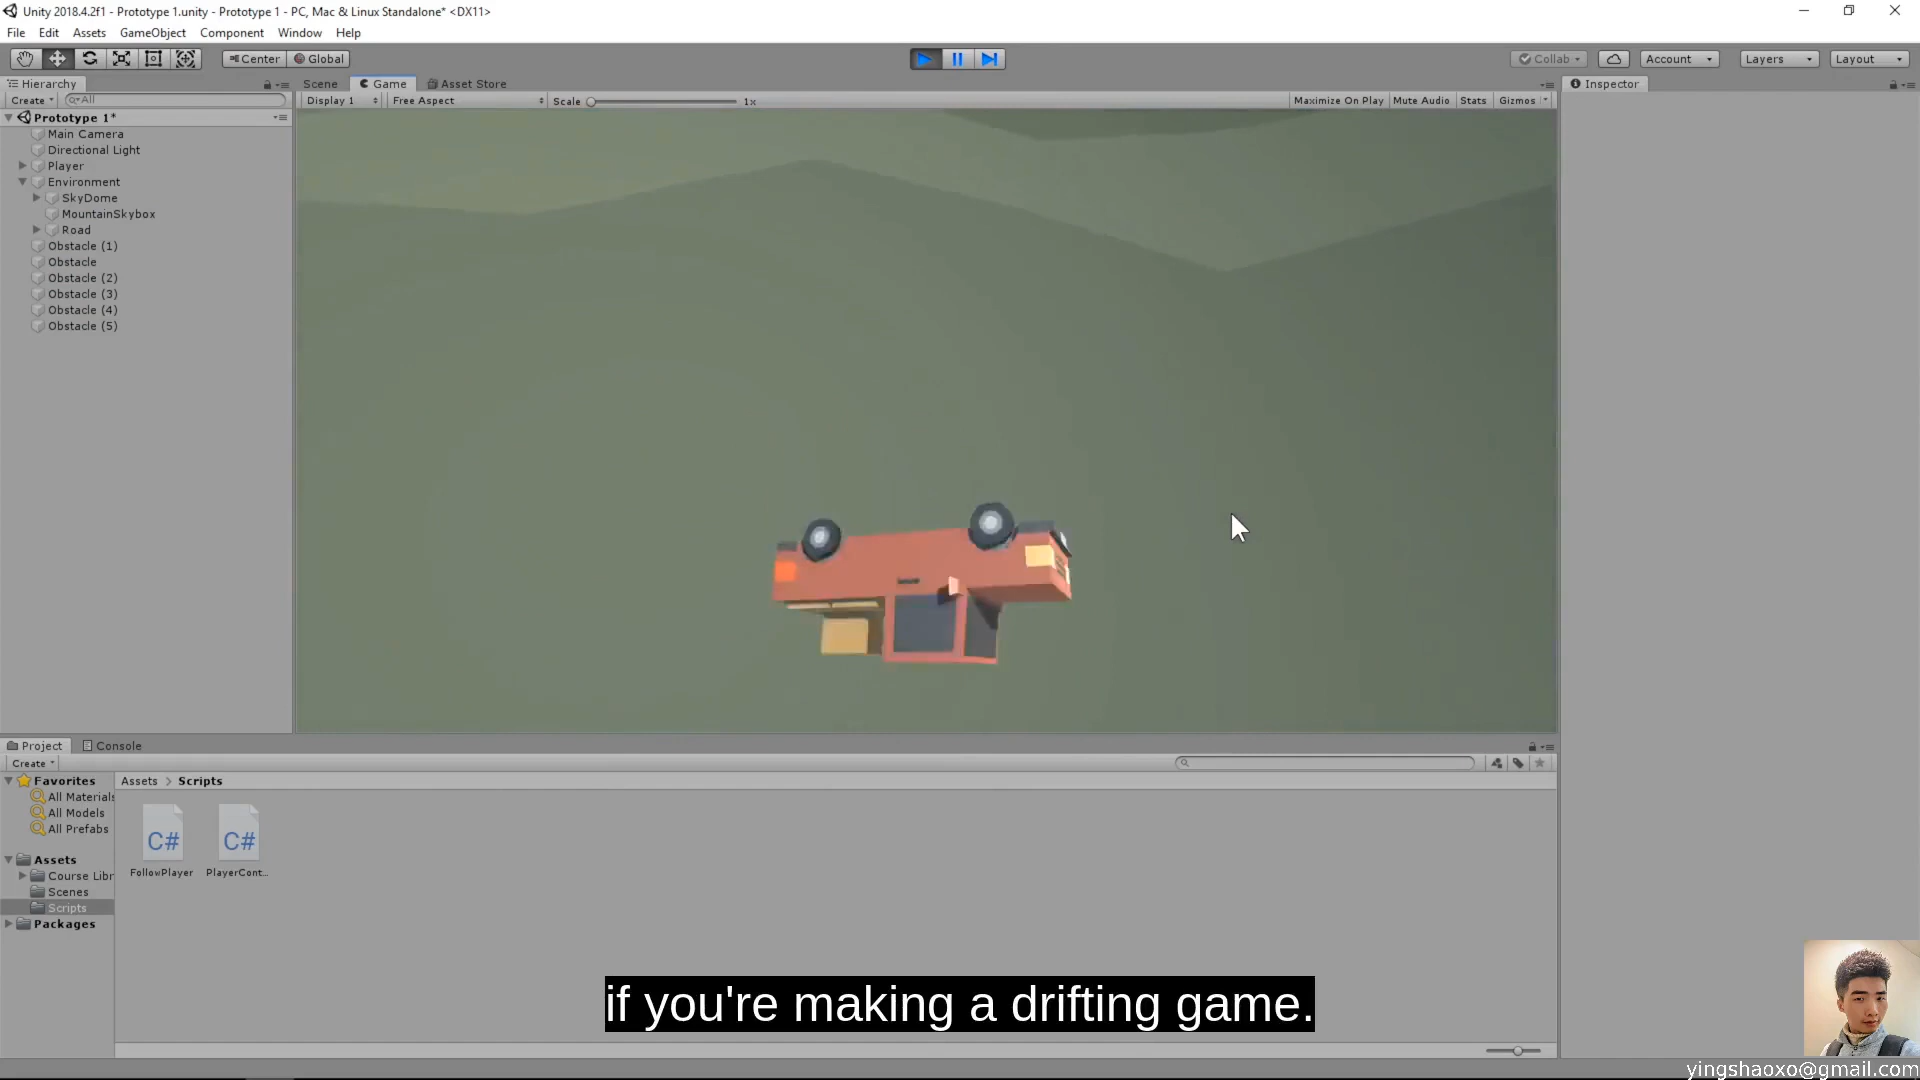 Unity 2018.4.2f1 - Prototype 1.unity - Prototype 1 - PC, Mac & Linux Standalone* <DX11>
File Edit Assets GameObject Component Window Help
Center Global Collab Account Layers Layout
Hierarchy Scene Game Asset Store Inspector
Create All Display 1 Free Aspect Scale 1x Maximize On Play Mute Audio Stats Gizmos
Prototype 1*
Main Camera
Directional Light
Player
Environment
SkyDome
MountainSkybox
Road
Obstacle (1)
Obstacle
Obstacle (2)
Obstacle (3)
Obstacle (4)
Obstacle (5)
Project Console
Create
Favorites
All Materials
All Models
All Prefabs
Assets
Course Libr
Scenes
Scripts
Packages
Assets > Scripts
C# C#
FollowPlayer PlayerCont...
if you're making a drifting game.
yingshaoxo@gmail.com